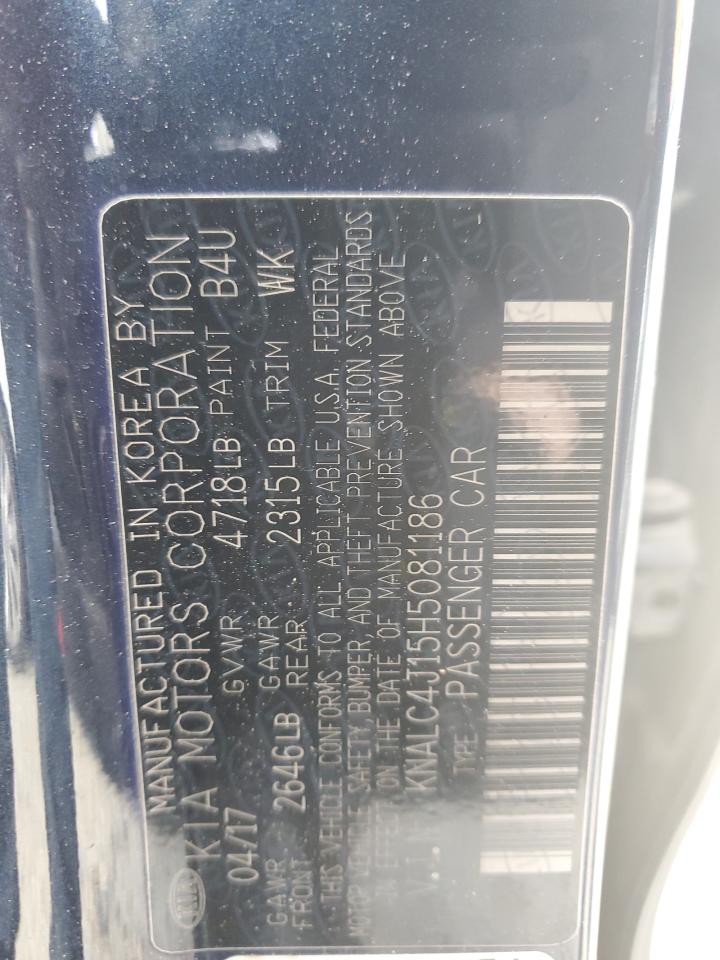 MANUFACTURED IN KOREA BY
KIA MOTORS CORPORATION
04/17 GVWR 4718LB PAINT B4U
GAWR FRONT 2646LB GAWR REAR 2315LB TRIM WK
THIS VEHICLE CONFORMS TO ALL APPLICABLE U.S.A. FEDERAL
MOTOR VEHICLE SAFETY, BUMPER, AND THEFT PREVENTION STANDARDS
IN EFFECT ON THE DATE OF MANUFACTURE SHOWN ABOVE
V.I.N: KNALC4J15H5081186
TYPE: PASSENGER CAR